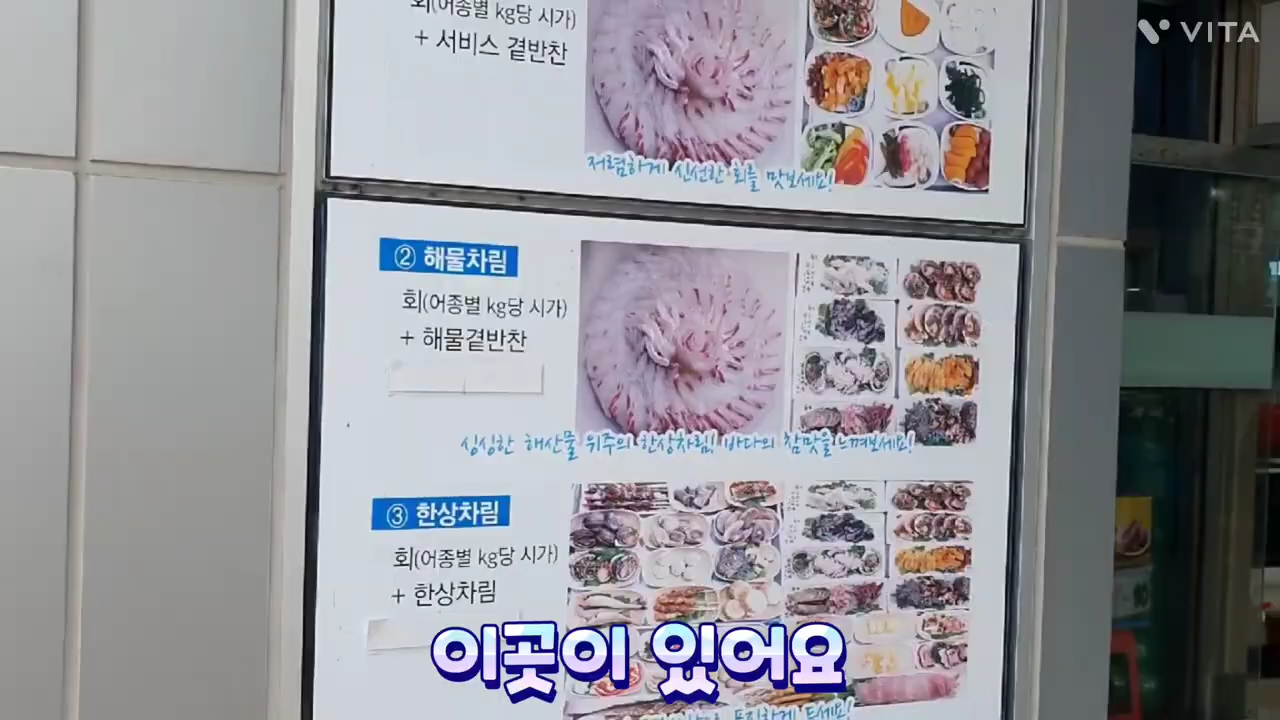 VITA
회(어종별 kg당 시가)
+ 서비스 곁반찬
저렴하게 신선한 회를 맛보세요!
② 해물차림
회(어종별 kg당 시가)
+ 해물곁반찬
싱싱한 해산물 위주의 한상차림! 바다의 참맛을 느껴보세요!
③ 한상차림
회(어종별 kg당 시가)
+ 한상차림
이곳이 있어요
드세요!